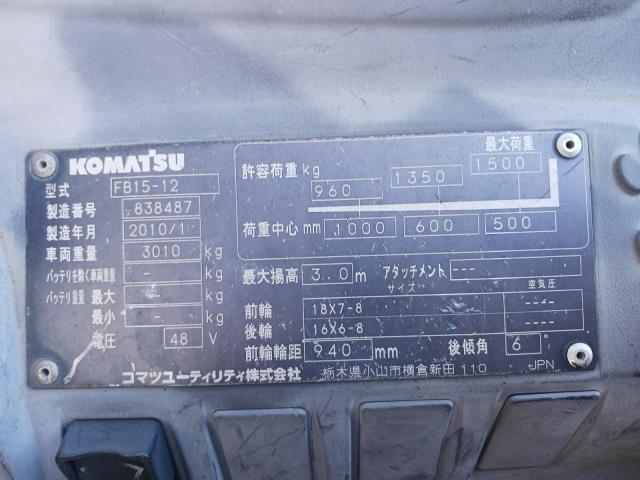 KOMATSU
型式 FB15-12
製造番号 838487
製造年月 2010/1
車両重量 3010 kg
バッテリを除く車両重量 - kg
バッテリ重量 最大 - kg
最小 - kg
電圧 48 V
最大荷重
許容荷重 kg 960 1350 1500
荷重中心 mm 1000 600 500
最大揚高 3.0 m アタッチメント ---
サイズ 空気圧
前輪 18X7-8 ---
後輪 16X6-8 ---
前輪輪距 940 mm 後傾角 6°
コマツユーティリティ株式会社 栃木県小山市横倉新田110 JPN